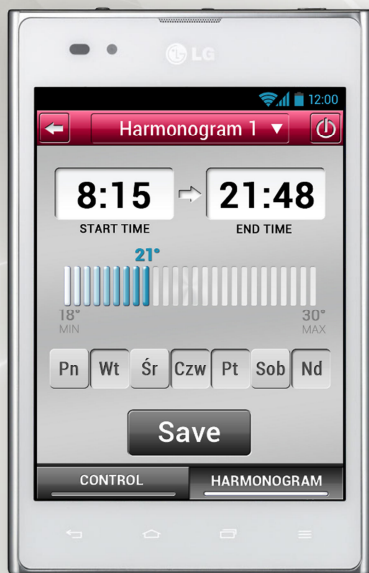 LG
12:00
Harmonogram 1
8:15 21:48
START TIME END TIME
21°
18° 30°
MIN MAX
Pn Wt Śr Czw Pt Sob Nd
Save
CONTROL HARMONOGRAM